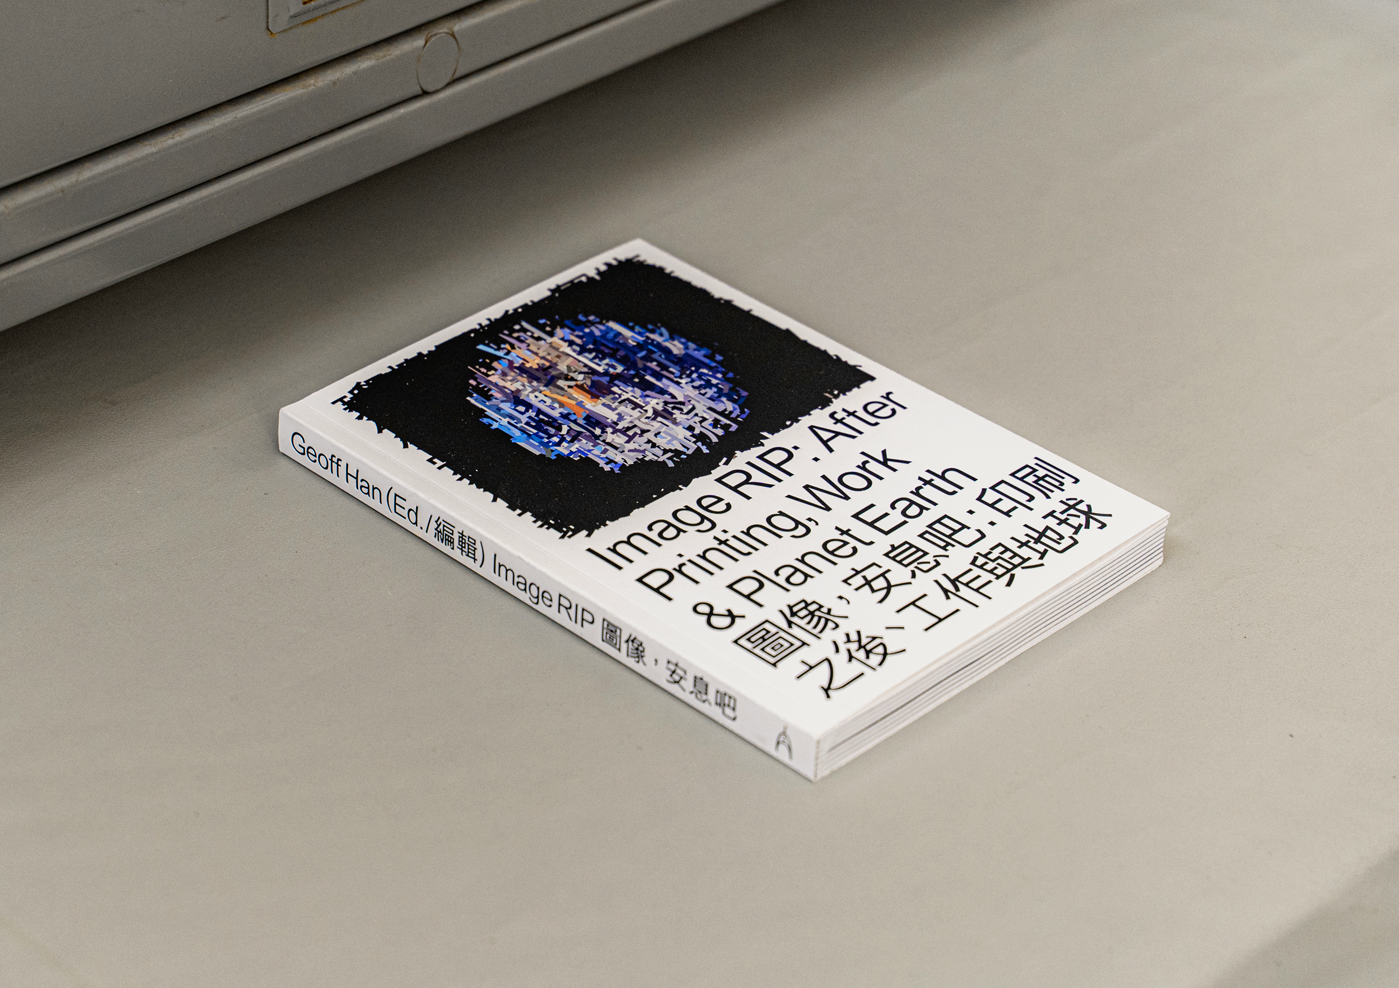 Image RIP: After
Printing, Work
& Planet Earth
圖像，安息吧：印刷
之後、工作與地球
Geoff Han (Ed./編輯) Image RIP 圖像，安息吧